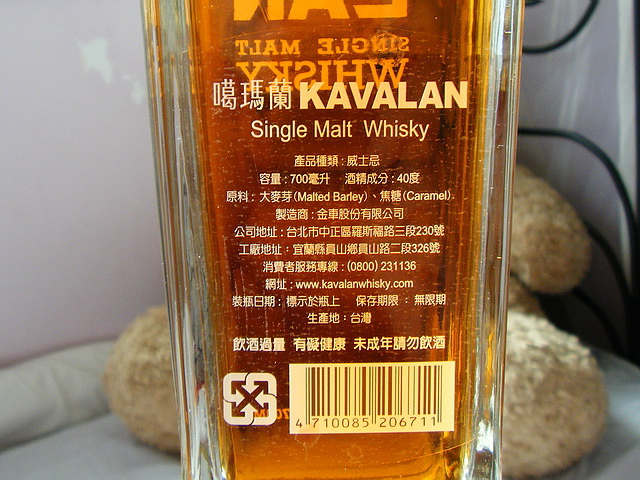 EAN
SINGLE MALT
WHISKY
噶瑪蘭 KAVALAN
Single Malt Whisky
產品種類 : 威士忌
容量 : 700毫升 酒精成分 : 40度
原料 : 大麥芽 (Malted Barley)、焦糖 (Caramel)
製造商 : 金車股份有限公司
公司地址 : 台北市中正區羅斯福路三段230號
工廠地址 : 宜蘭縣員山鄉員山路二段326號
消費者服務專線 : (0800) 231136
網址 : www.kavalanwhisky.com
裝瓶日期 : 標示於瓶上 保存期限 : 無限期
生產地 : 台灣
飲酒過量 有礙健康 未成年請勿飲酒
4 710085 206711